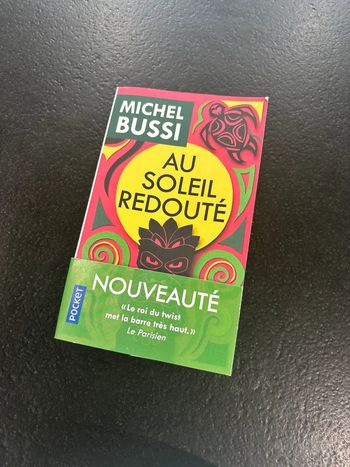 MICHEL
BUSSI
AU
SOLEIL
REDOUTÉ
POCKET
NOUVEAUTÉ
«Le roi du twist
met la barre très haut.»
Le Parisien